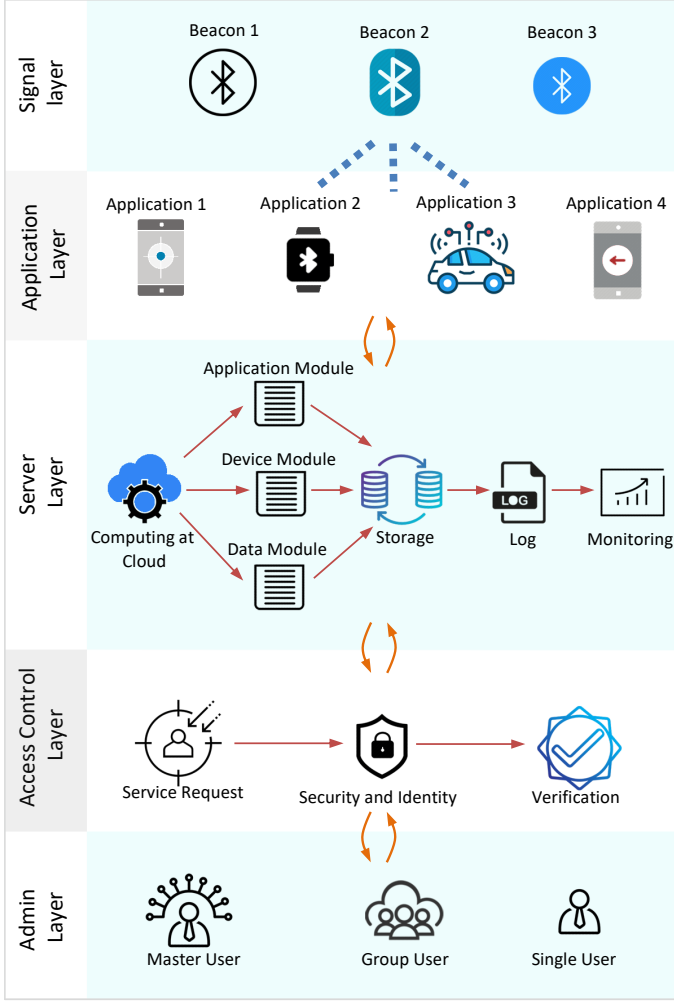 Signal
layer
Beacon 1
Beacon 2
Beacon 3
Application
Layer
Application 1
Application 2
Application 3
Application 4
Server
Layer
Application Module
Device Module
Data Module
Computing at
Cloud
Storage
LOG
Log
Monitoring
Access Control
Layer
Service Request
Security and Identity
Verification
Admin
Layer
Master User
Group User
Single User